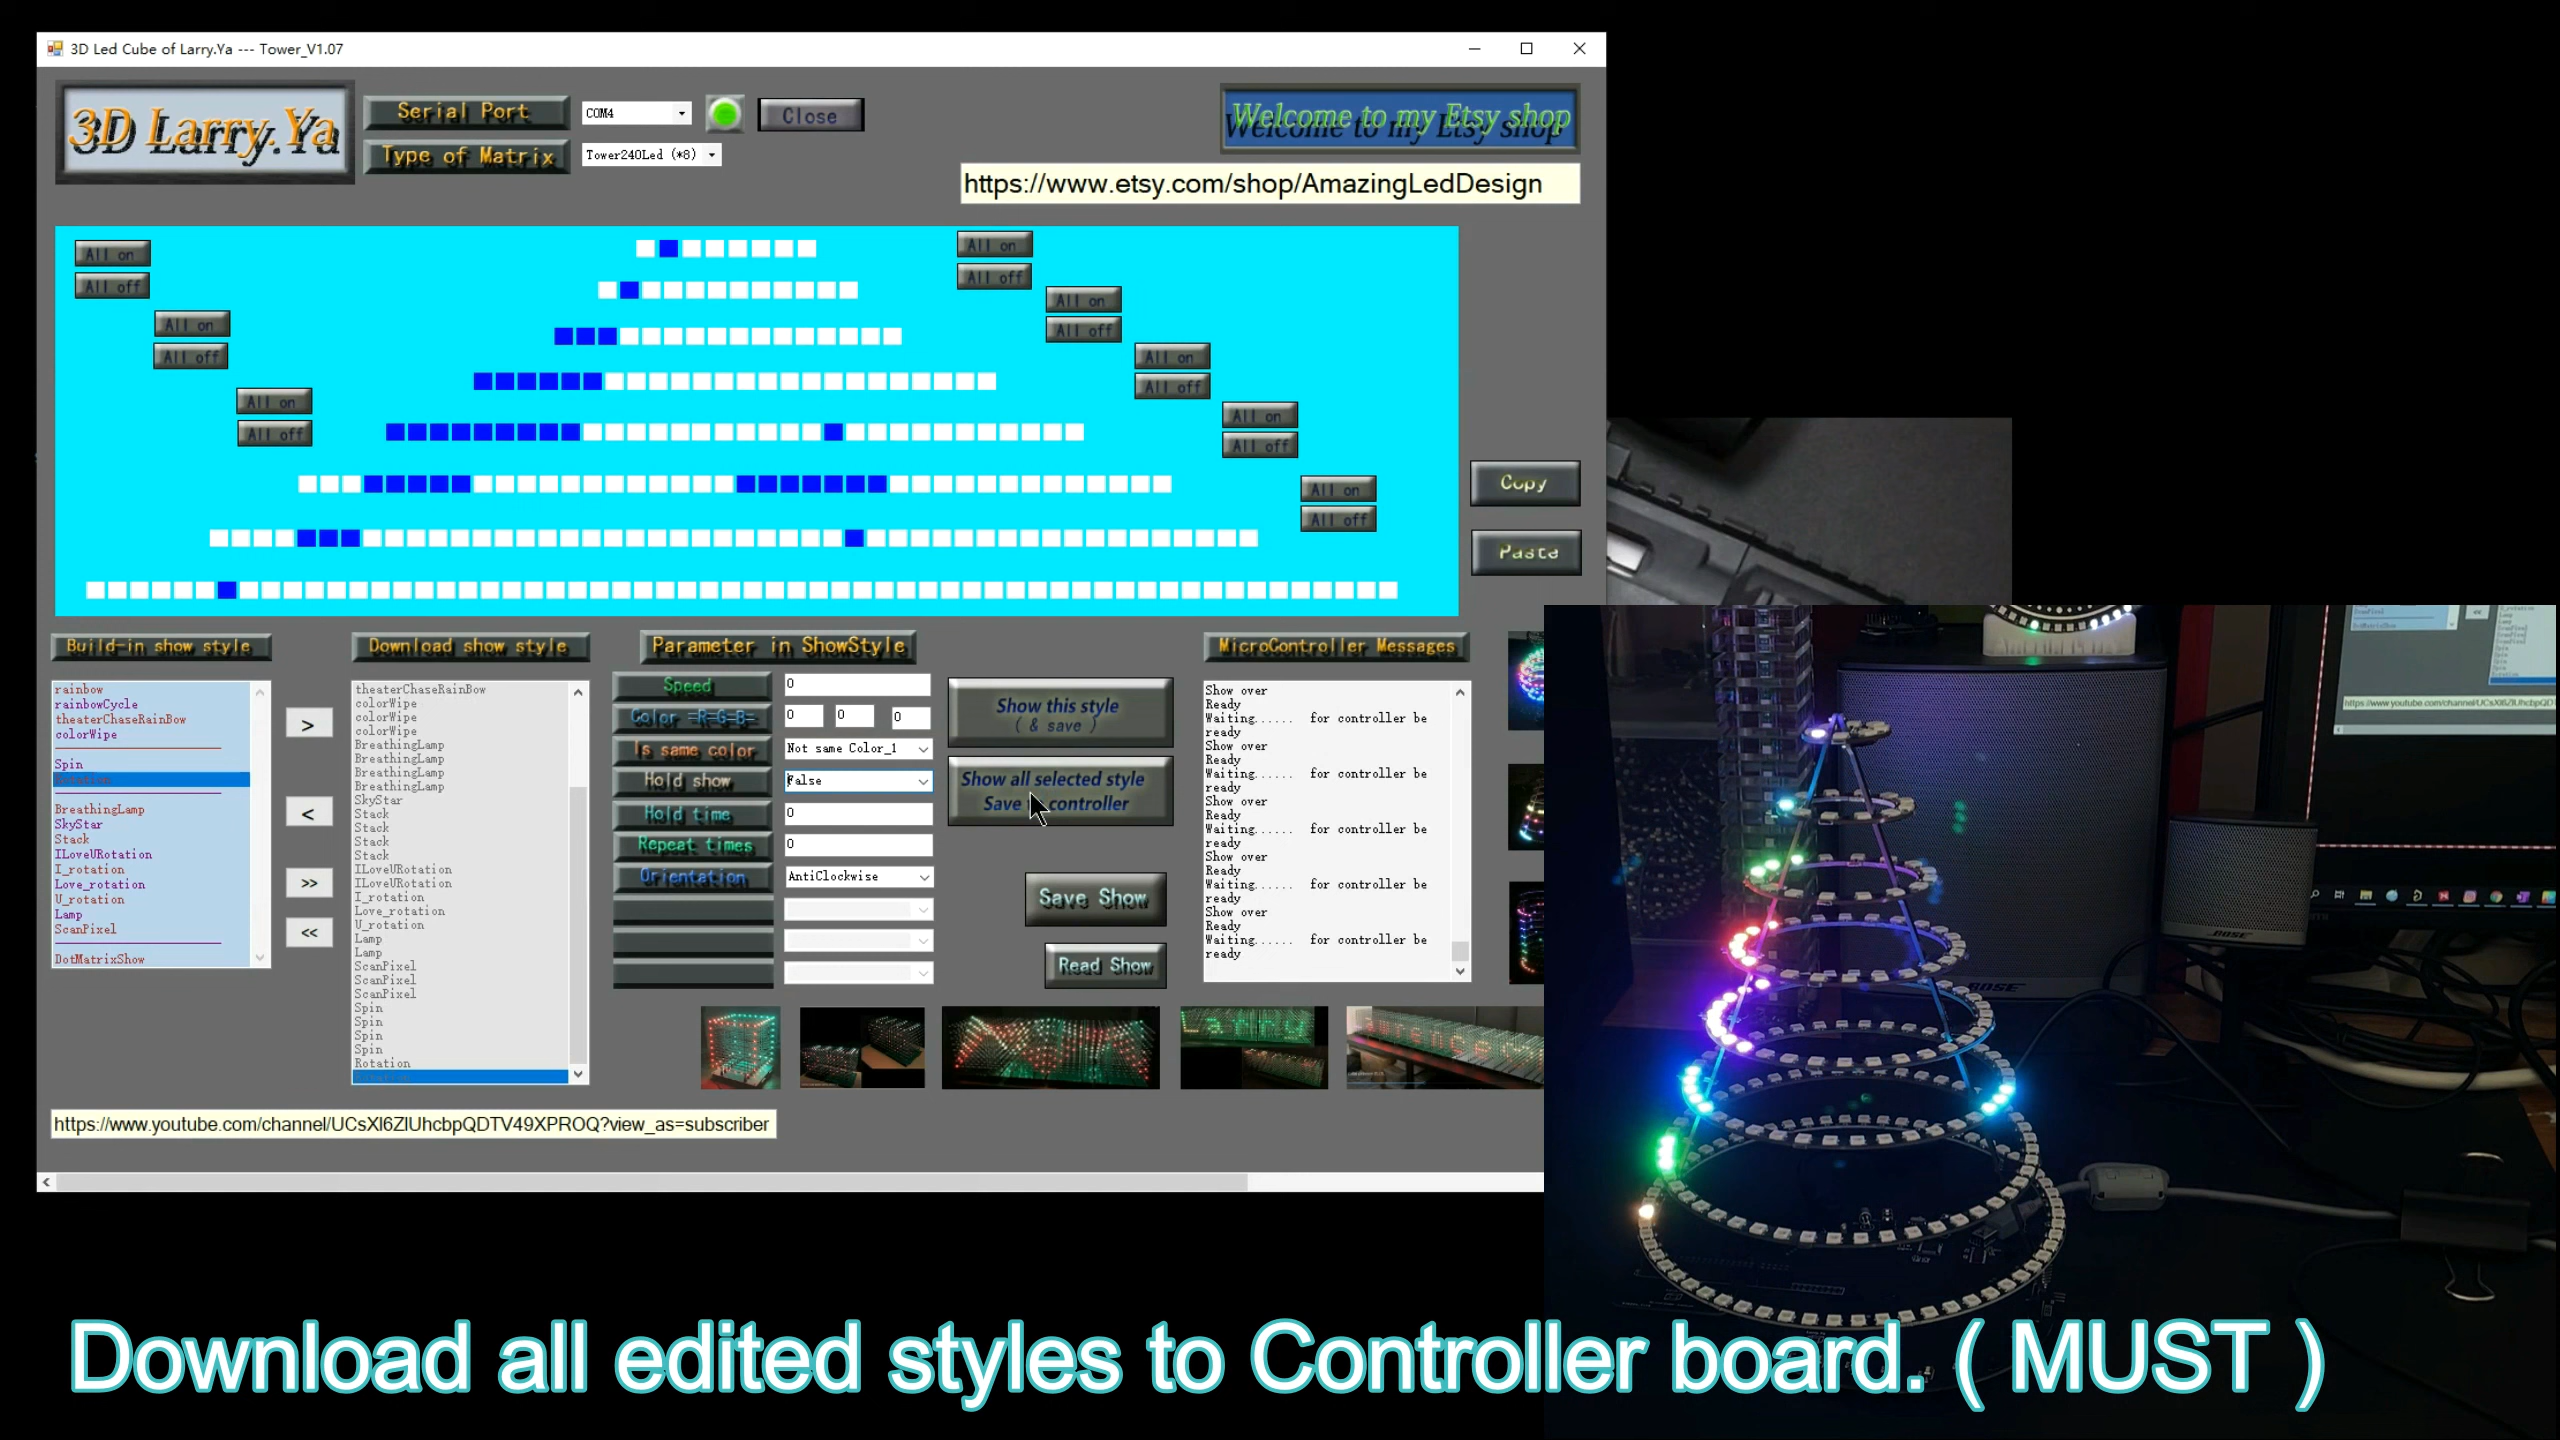 3D Led Cube of Larry.Ya --- Tower_V1.07
3D Larry.Ya
Serial Port
COM4
Close
Type of Matrix
Tower240Led (*8)
Welcome to my Etsy shop
https://www.etsy.com/shop/AmazingLedDesign
All on
All off
All on
All off
All on
All off
All on
All off
All on
All off
All on
All off
All on
All off
All on
All off
Copy
Paste
Build-in show style
rainbow
rainbowCycle
theaterChaseRainBow
colorWipe
Spin
Rotation
BreathingLamp
SkyStar
Stack
ILoveURotation
I_rotation
Love_rotation
U_rotation
Lamp
ScanPixel
DotMatrixShow
>
<
>>
<<
Download show style
theaterChaseRainBow
colorWipe
colorWipe
colorWipe
BreathingLamp
BreathingLamp
BreathingLamp
BreathingLamp
SkyStar
Stack
Stack
Stack
Stack
ILoveURotation
ILoveURotation
I_rotation
Love_rotation
U_rotation
Lamp
Lamp
ScanPixel
ScanPixel
ScanPixel
Spin
Spin
Spin
Spin
Rotation
Parameter in ShowStyle
Speed
0
Color =R=G=B=
0 0 0
Is same color
Not same Color_1
Hold show
False
Hold time
0
Repeat times
0
Orientation
AntiClockwise
Show this style
( & save )
Show all selected style
Save to controller
Save Show
Read Show
MicroController Messages
Show over
Ready
Waiting...... for controller be
ready
Show over
Ready
Waiting...... for controller be
ready
Show over
Ready
Waiting...... for controller be
ready
Show over
Ready
Waiting...... for controller be
ready
Show over
Ready
Waiting...... for controller be
ready
Larry
https://www.youtube.com/channel/UCsXI6ZlUhcbpQDTV49XPROQ?view_as=subscriber
BOSE
BOSE
Download all edited styles to Controller board. ( MUST )